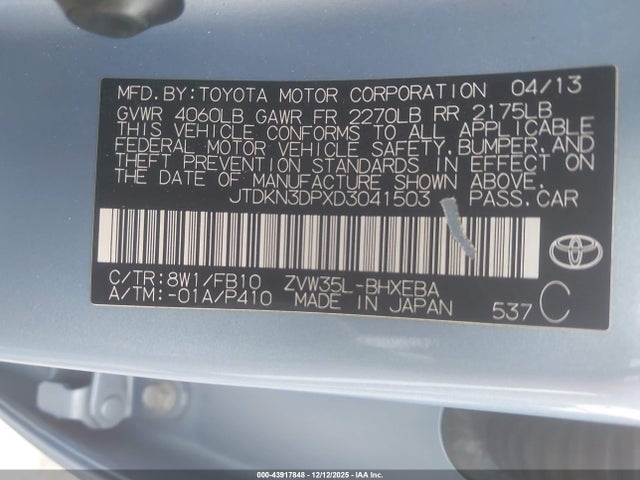 MFD. BY: TOYOTA MOTOR CORPORATION 04/13
GVWR 4060LB GAWR FR 2270LB RR 2175LB
THIS VEHICLE CONFORMS TO ALL APPLICABLE
FEDERAL MOTOR VEHICLE SAFETY, BUMPER, AND
THEFT PREVENTION STANDARDS IN EFFECT ON
THE DATE OF MANUFACTURE SHOWN ABOVE.
JTDKN3DPXD3041503 PASS. CAR
C/TR: 8W1/FB10 ZVW35L-BHXEBA
A/TM: -01A/P410 MADE IN JAPAN 537 C
000-43917848 - 12/12/2025 - IAA Inc.